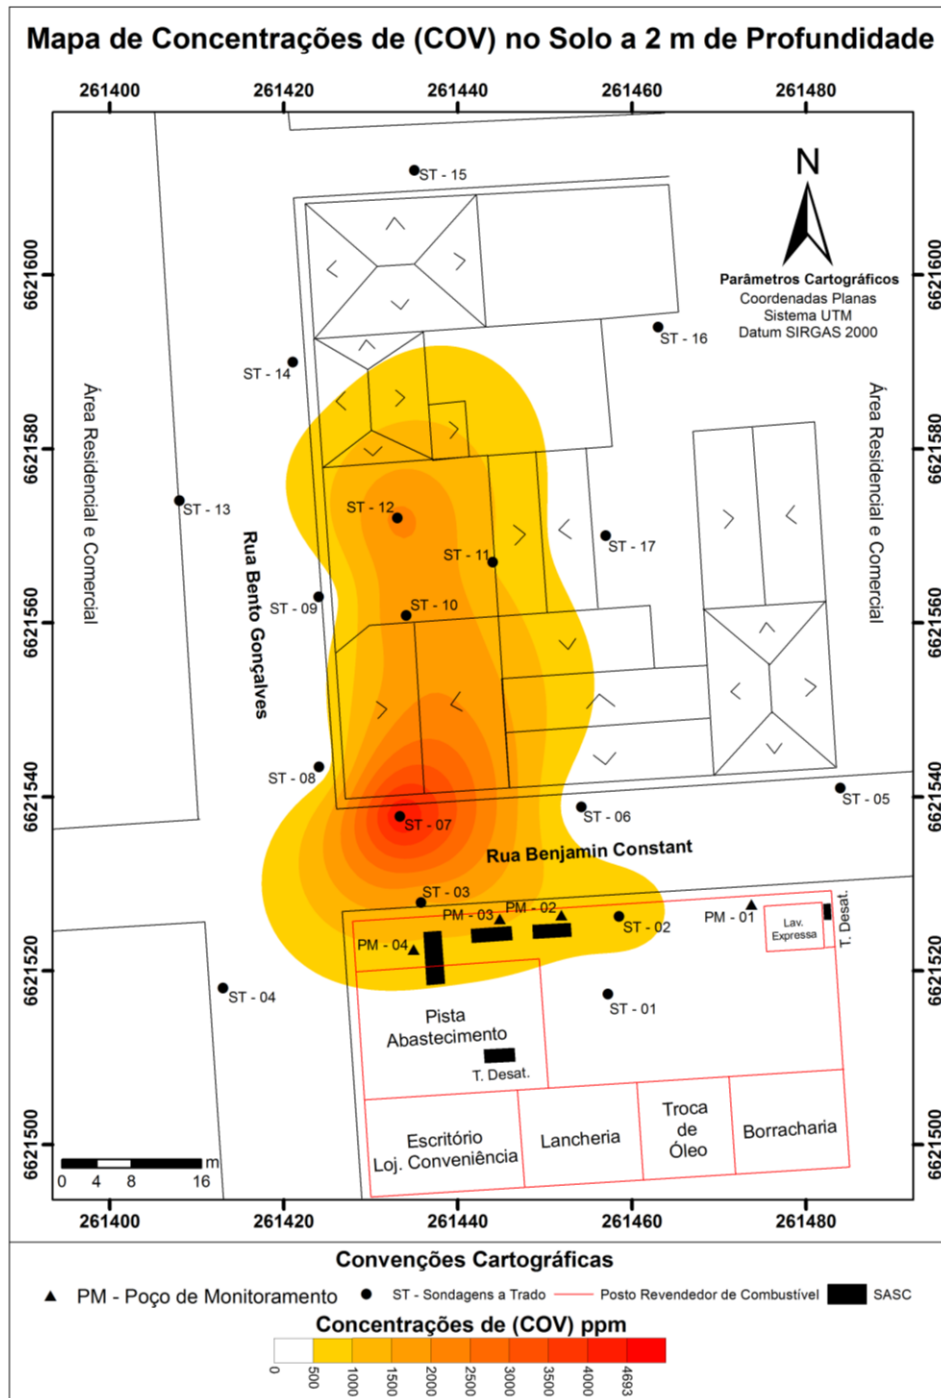 Mapa de Concentrações de (COV) no Solo a 2 m de Profundidade
261400 261420 261440 261460 261480
N
Parâmetros Cartográficos
Coordenadas Planas
Sistema UTM
Datum SIRGAS 2000
6621600 6621600
6621580 6621580
6621560 6621560
6621540 6621540
6621520 6621520
6621500 6621500
ST - 15
ST - 16
ST - 14
Área Residencial e Comercial
Área Residencial e Comercial
ST - 13
ST - 12
ST - 11
ST - 17
Rua Bento Gonçalves
ST - 09
ST - 10
ST - 08
ST - 07
ST - 06
ST - 05
Rua Benjamin Constant
ST - 03
PM - 03
PM - 02
ST - 02
PM - 01
Lav.
Expressa
T. Desat.
PM - 04
ST - 04
ST - 01
Pista
Abastecimento
T. Desat.
Escritório
Loj. Conveniência
Lancheria
Troca
de
Óleo
Borracharia
0 4 8 16 m
261400 261420 261440 261460 261480
Convenções Cartográficas
PM - Poço de Monitoramento ST - Sondagens a Trado Posto Revendedor de Combustível SASC
Concentrações de (COV) ppm
0 500 1000 1500 2000 2500 3000 3500 4000 4693